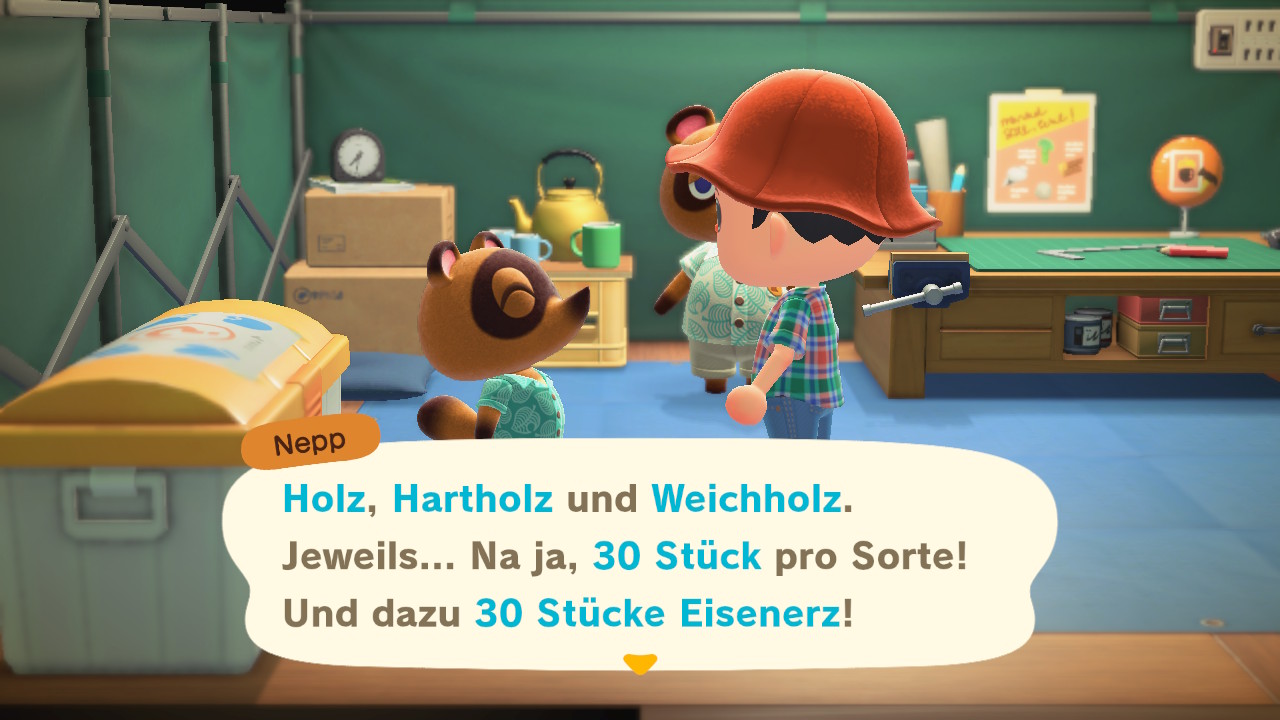 Nepp
Holz, Hartholz und Weichholz.
Jeweils... Na ja, 30 Stück pro Sorte!
Und dazu 30 Stücke Eisenerz!